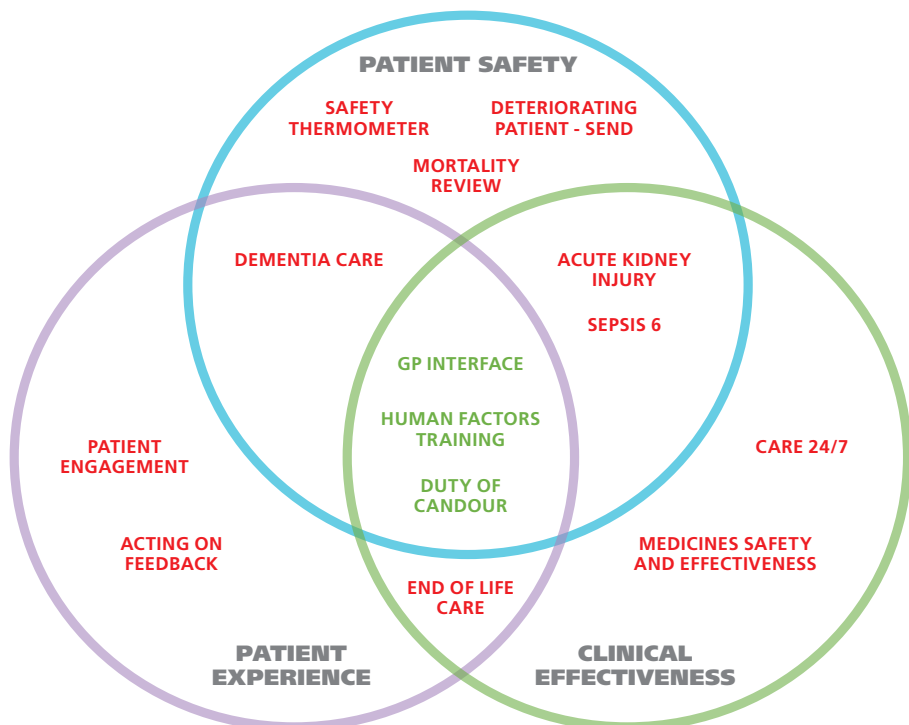 PATIENT SAFETY
SAFETY
THERMOMETER
DETERIORATING
PATIENT - SEND
MORTALITY
REVIEW
DEMENTIA CARE
ACUTE KIDNEY
INJURY
SEPSIS 6
GP INTERFACE
HUMAN FACTORS
TRAINING
DUTY OF
CANDOUR
PATIENT
ENGAGEMENT
CARE 24/7
ACTING ON
FEEDBACK
MEDICINES SAFETY
AND EFFECTIVENESS
END OF LIFE
CARE
PATIENT
EXPERIENCE
CLINICAL
EFFECTIVENESS